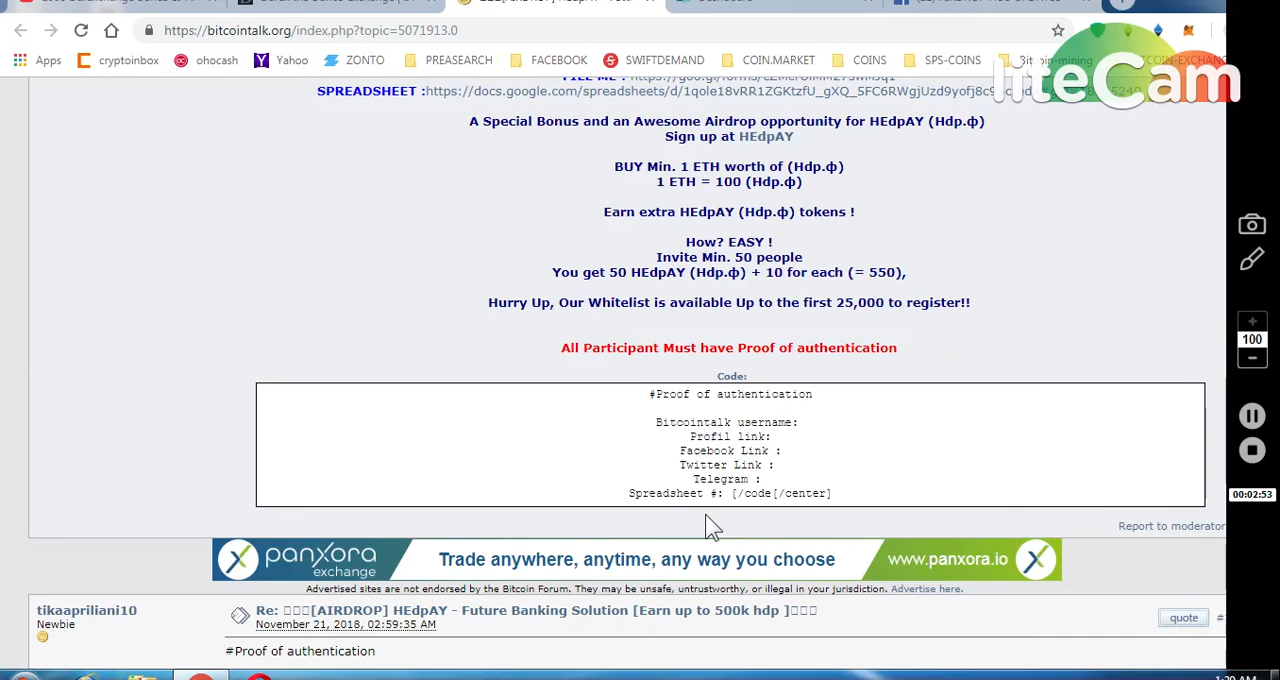 https://bitcointalk.org/index.php?topic=5071913.0
Apps cryptoinbox ohocash Yahoo ZONTO PREASEARCH FACEBOOK SWIFTDEMAND COIN.MARKET COINS SPS-COINS
liteCam
SPREADSHEET :https://docs.google.com/spreadsheets/d/1qole18vRR1ZGKtzfU_gXQ_5FC6RWgjUzd9yofj8c9
A Special Bonus and an Awesome Airdrop opportunity for HEdpAY (Hdp.ф)
Sign up at HEdpAY
BUY Min. 1 ETH worth of (Hdp.ф)
1 ETH = 100 (Hdp.ф)
Earn extra HEdpAY (Hdp.ф) tokens !
How? EASY !
Invite Min. 50 people
You get 50 HEdpAY (Hdp.ф) + 10 for each (= 550),
Hurry Up, Our Whitelist is available Up to the first 25,000 to register!!
All Participant Must have Proof of authentication
Code:
#Proof of authentication
Bitcointalk username:
Profil link:
Facebook Link :
Twitter Link :
Telegram :
Spreadsheet #: [/code[/center]
100
00:02:53
Report to moderator
panxora exchange Trade anywhere, anytime, any way you choose www.panxora.io
Advertised sites are not endorsed by the Bitcoin Forum. They may be unsafe, untrustworthy, or illegal in your jurisdiction. Advertise here.
tikaapriliani10
Newbie
Re: [AIRDROP] HEdpAY - Future Banking Solution [Earn up to 500k hdp ]
November 21, 2018, 02:59:35 AM
quote
#Proof of authentication